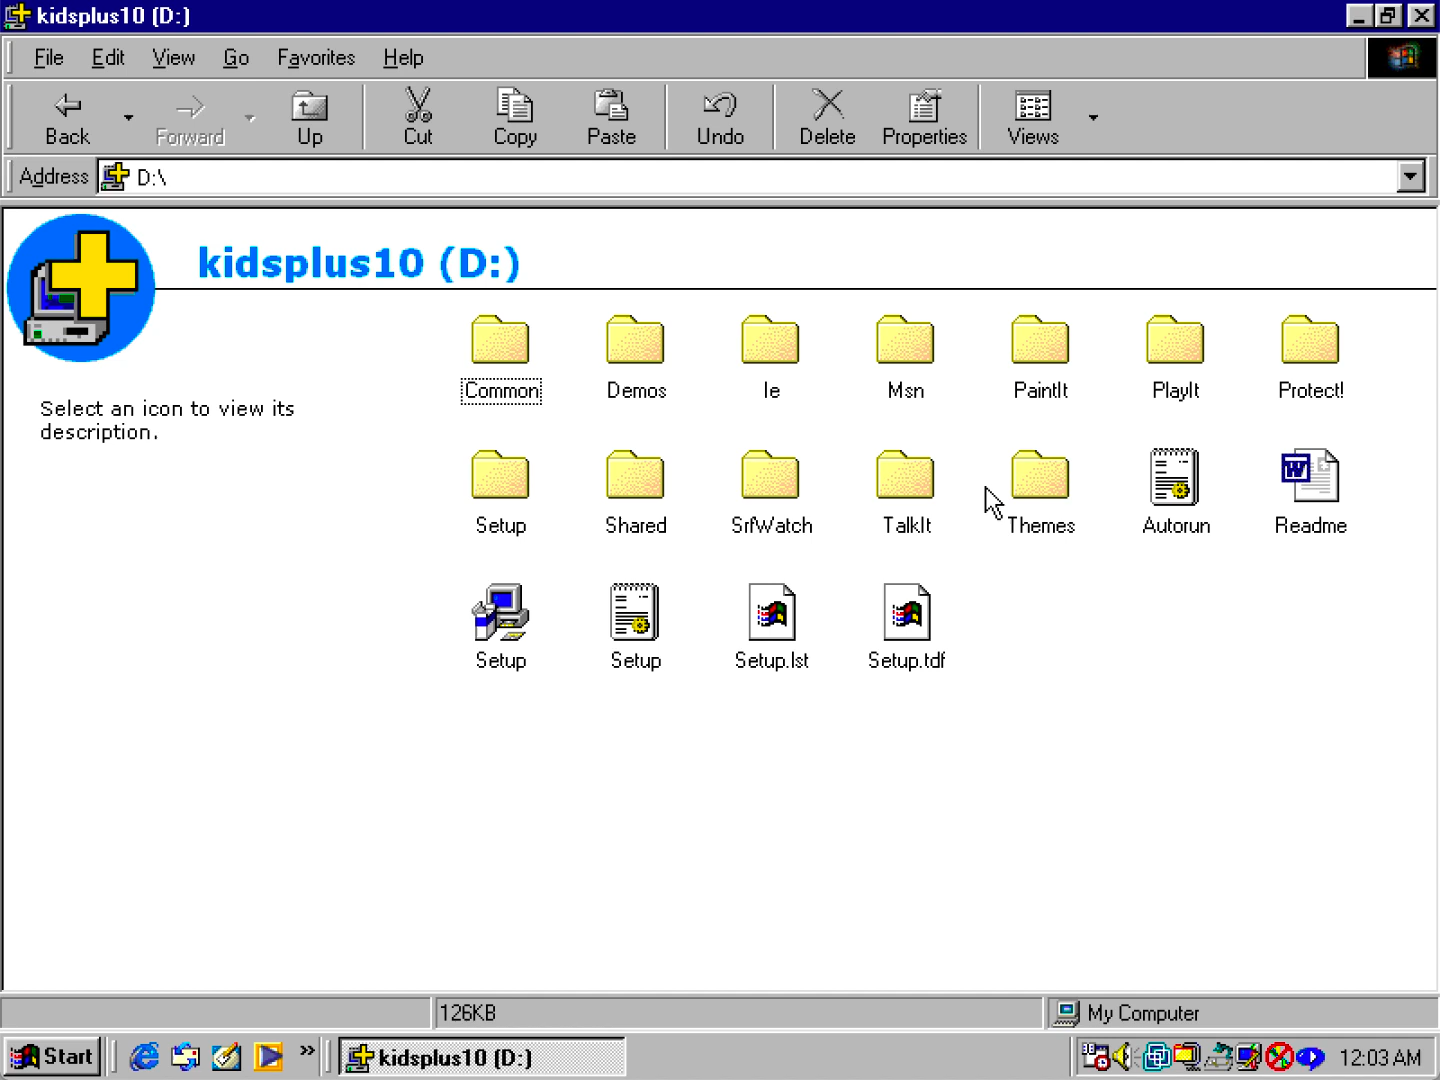 kidsplus10 (D:)
File Edit View Go Favorites Help
Back Forward Up Cut Copy Paste Undo Delete Properties Views
Address D:\
kidsplus10 (D:)
Select an icon to view its
description.
Common Demos Ie Msn PaintIt PlayIt Protect!
Setup Shared SrfWatch TalkIt Themes Autorun Readme
Setup Setup Setup.lst Setup.tdf
126KB My Computer
Start » kidsplus10 (D:) 12:03 AM